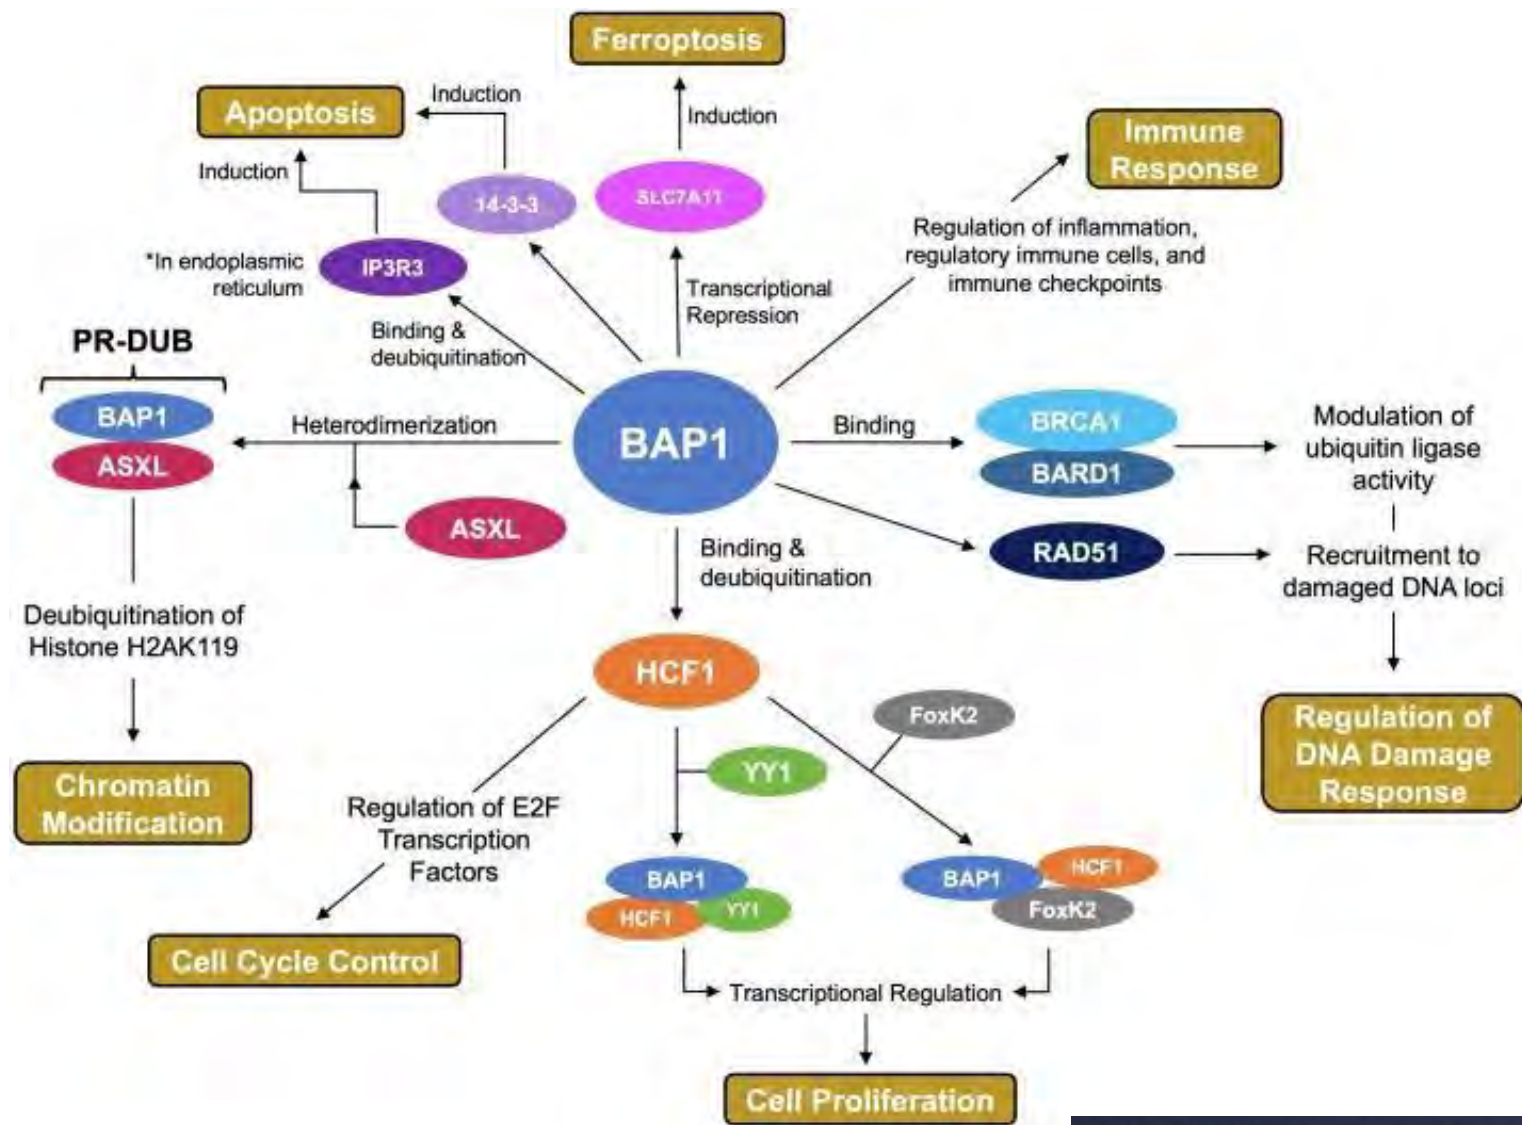 Ferroptosis
Apoptosis
Induction
Induction
Induction
Immune
Response
14-3-3
SLC7A11
*In endoplasmic
reticulum
IP3R3
Regulation of inflammation,
regulatory immune cells, and
immune checkpoints
Transcriptional
Repression
Binding &
deubiquitination
PR-DUB
BAP1
ASXL
Heterodimerization
ASXL
BAP1
Binding
BRCA1
BARD1
Modulation of
ubiquitin ligase
activity
RAD51
Recruitment to
damaged DNA loci
Binding &
deubiquitination
Deubiquitination of
Histone H2AK119
HCF1
FoxK2
YY1
Regulation of
DNA Damage
Response
Chromatin
Modification
Regulation of E2F
Transcription
Factors
BAP1
HCF1
YY1
BAP1
HCF1
FoxK2
Cell Cycle Control
Transcriptional Regulation
Cell Proliferation